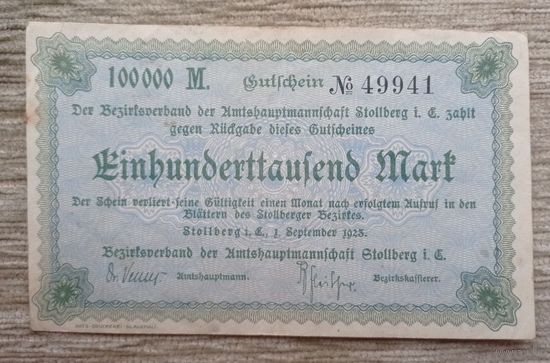 100000 M. Gutschein № 49941
Der Bezirksverband der Amtshauptmannschaft Stollberg i. E. zahlt
gegen Rückgabe dieses Gutscheines
Einhunderttausend Mark
Der Schein verliert seine Gültigkeit einen Monat nach erfolgtem Aufruf in den
Blättern des Stollberger Bezirkes.
Stollberg i. E., 1. September 1923.
Bezirksverband der Amtshauptmannschaft Stollberg i. E.
Amtshauptmann. Bezirkskassierer.